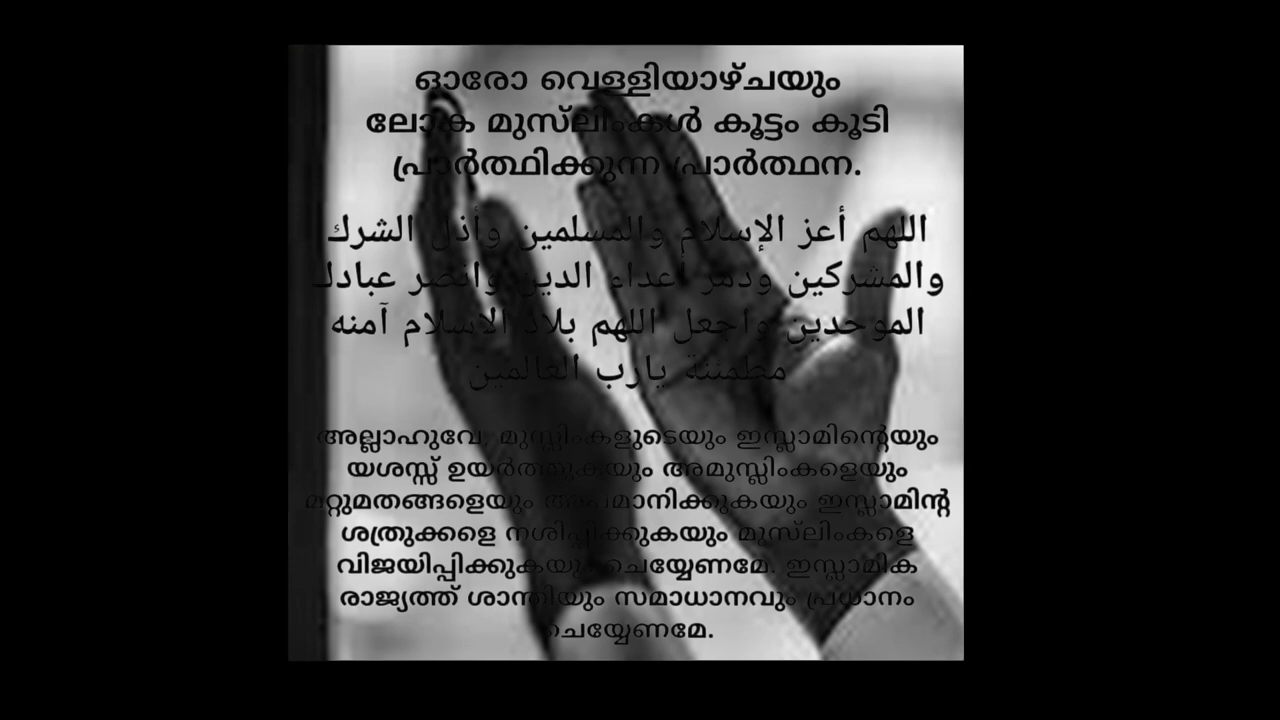 ഓരോ വെള്ളിയാഴ്ചയും
ലോക മുസ്ലിംകൾ കൂട്ടം കൂടി
പ്രാർത്ഥിക്കുന്ന പ്രാർത്ഥന.
اللهم أعز الإسلام والمسلمين وأذل الشرك
والمشركين ودمر أعداء الدين وانصر عبادك
الموحدين واجعل اللهم بلاد الاسلام آمنه
مطمئنة يارب العالمين
അല്ലാഹുവേ, മുസ്ലിംകളുടെയും ഇസ്ലാമിന്റെയും
യശസ്സ് ഉയർത്തുകയും അമുസ്ലിംകളെയും
മറ്റുമതങ്ങളെയും അപമാനിക്കുകയും ഇസ്ലാമിന്റ
ശത്രുക്കളെ നശിപ്പിക്കുകയും മുസ്ലിംകളെ
വിജയിപ്പിക്കുകയും ചെയ്യേണമേ. ഇസ്ലാമിക
രാജ്യത്ത് ശാന്തിയും സമാധാനവും പ്രധാനം
ചെയ്യേണമേ.